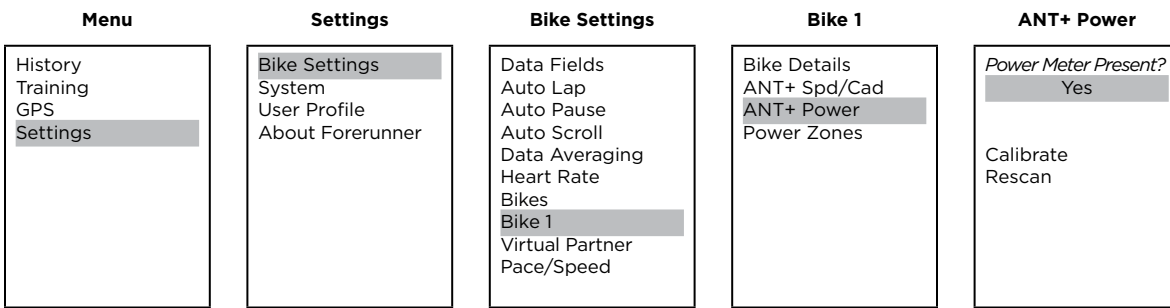 Menu
History
Training
GPS
Settings
Settings
Bike Settings
System
User Profile
About Forerunner
Bike Settings
Data Fields
Auto Lap
Auto Pause
Auto Scroll
Data Averaging
Heart Rate
Bikes
Bike 1
Virtual Partner
Pace/Speed
Bike 1
Bike Details
ANT+ Spd/Cad
ANT+ Power
Power Zones
ANT+ Power
Power Meter Present?
Yes
Calibrate
Rescan